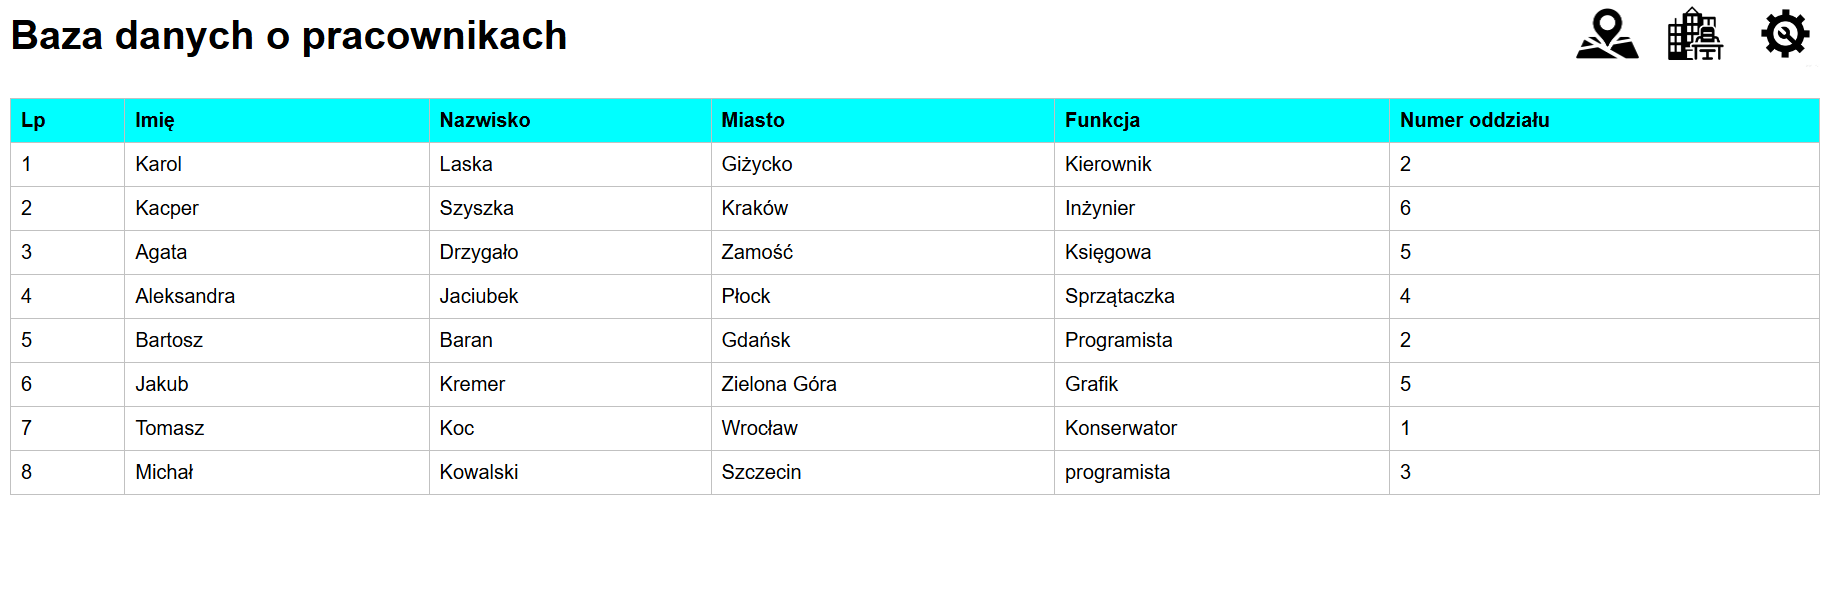 Baza danych o pracownikach
Lp Imię Nazwisko Miasto Funkcja Numer oddziału
1 Karol Laska Giżycko Kierownik 2
2 Kacper Szyszka Kraków Inżynier 6
3 Agata Drzygało Zamość Księgowa 5
4 Aleksandra Jaciubek Płock Sprzątaczka 4
5 Bartosz Baran Gdańsk Programista 2
6 Jakub Kremer Zielona Góra Grafik 5
7 Tomasz Koc Wrocław Konserwator 1
8 Michał Kowalski Szczecin programista 3